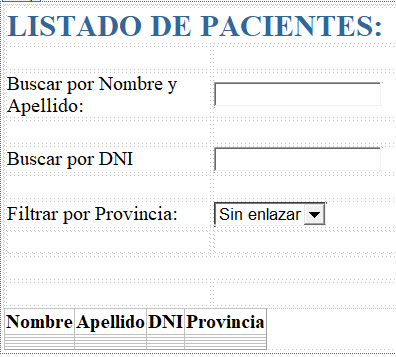 LISTADO DE PACIENTES:
Buscar por Nombre y
Apellido:
Buscar por DNI
Filtrar por Provincia:
Sin enlazar
Nombre Apellido DNI Provincia